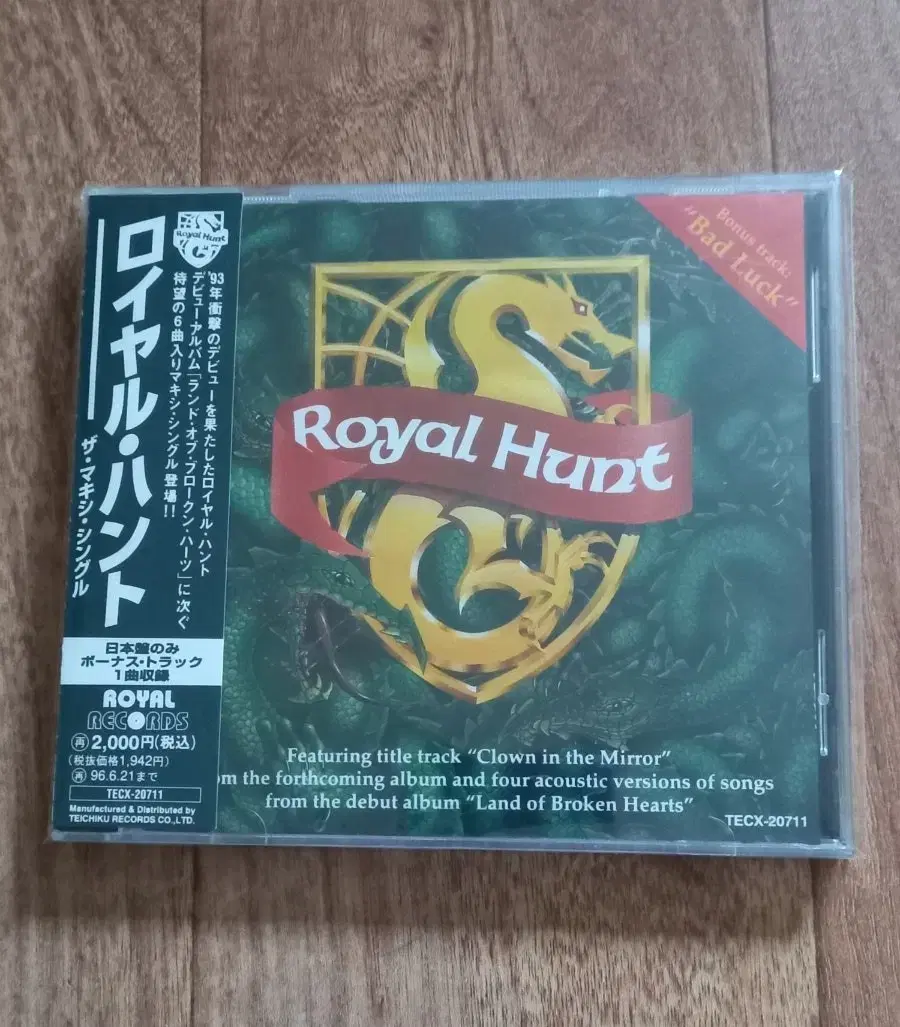 ロイヤル・ハント
ザ・マキシ・シングル
Royal Hunt
'93年衝撃のデビューを果たしたロイヤル・ハント
デビュー・アルバム「ランド・オブ・ブロークン・ハーツ」に次ぐ
待望の6曲入りマキシ・シングル登場!!
日本盤のみ
ボーナス・トラック
1曲収録
ROYAL
RECORDS
再 2,000円(税込)
(税抜価格1,942円)
再 96.6.21まで
TECX-20711
Manufactured & Distributed by
TEICHIKU RECORDS CO.,LTD.
Bonus track:
"Bad Luck"
Royal Hunt
Featuring title track "Clown in the Mirror"
the forthcoming album and four acoustic versions of songs
from the debut album "Land of Broken Hearts"
TECX-20711